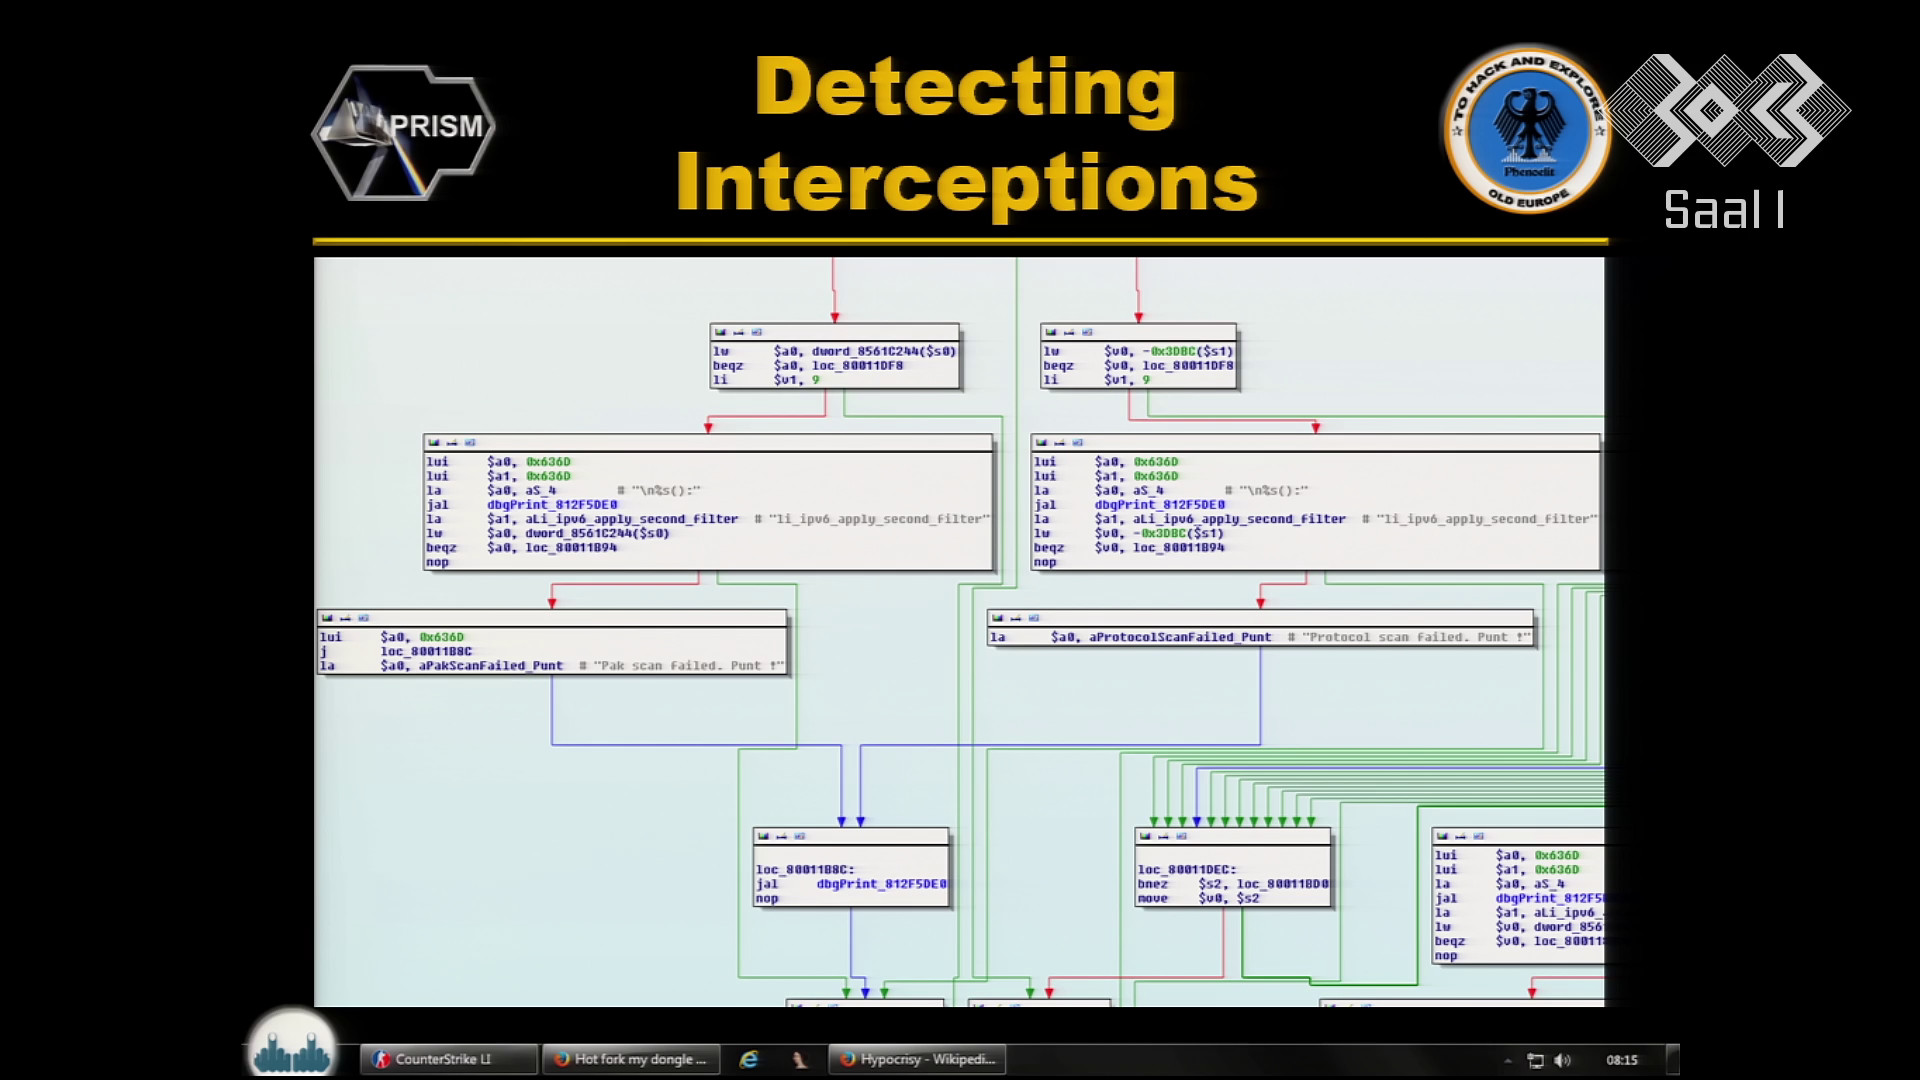 PRISM
Detecting
Interceptions
TO HACK AND EXPLORE
Phenoelit
OLD EUROPE
Saal 1
lw $a0, dword_8561C244($s0)
beqz $a0, loc_80011DF8
li $v1, 9
lw $v0, -0x3DBC($s1)
beqz $v0, loc_80011DF8
li $v1, 9
lui $a0, 0x636D
lui $a1, 0x636D
la $a0, aS_4 # "\n%s():"
jal dbgPrint_812F5DE0
la $a1, aLi_ipv6_apply_second_filter # "li_ipv6_apply_second_filter"
lw $a0, dword_8561C244($s0)
beqz $a0, loc_80011B94
nop
lui $a0, 0x636D
lui $a1, 0x636D
la $a0, aS_4 # "\n%s():"
jal dbgPrint_812F5DE0
la $a1, aLi_ipv6_apply_second_filter # "li_ipv6_apply_second_filter"
lw $v0, -0x3DBC($s1)
beqz $v0, loc_80011B94
nop
lui $a0, 0x636D
j loc_80011B8C
la $a0, aPakScanFailed_Punt # "Pak scan failed. Punt !"
la $a0, aProtocolScanFailed_Punt # "Protocol scan failed. Punt !"
loc_80011B8C:
jal dbgPrint_812F5DE0
nop
loc_80011DEC:
bnez $s2, loc_80011BD0
move $v0, $s2
lui $a0, 0x636D
lui $a1, 0x636D
la $a0, aS_4
jal dbgPrint_812F5
la $a1, aLi_ipv6_
lw $v0, dword_856
beqz $v0, loc_80011
nop
CounterStrike LI
Hot fork my dongle ...
Hypocrisy - Wikipedi...
08:15